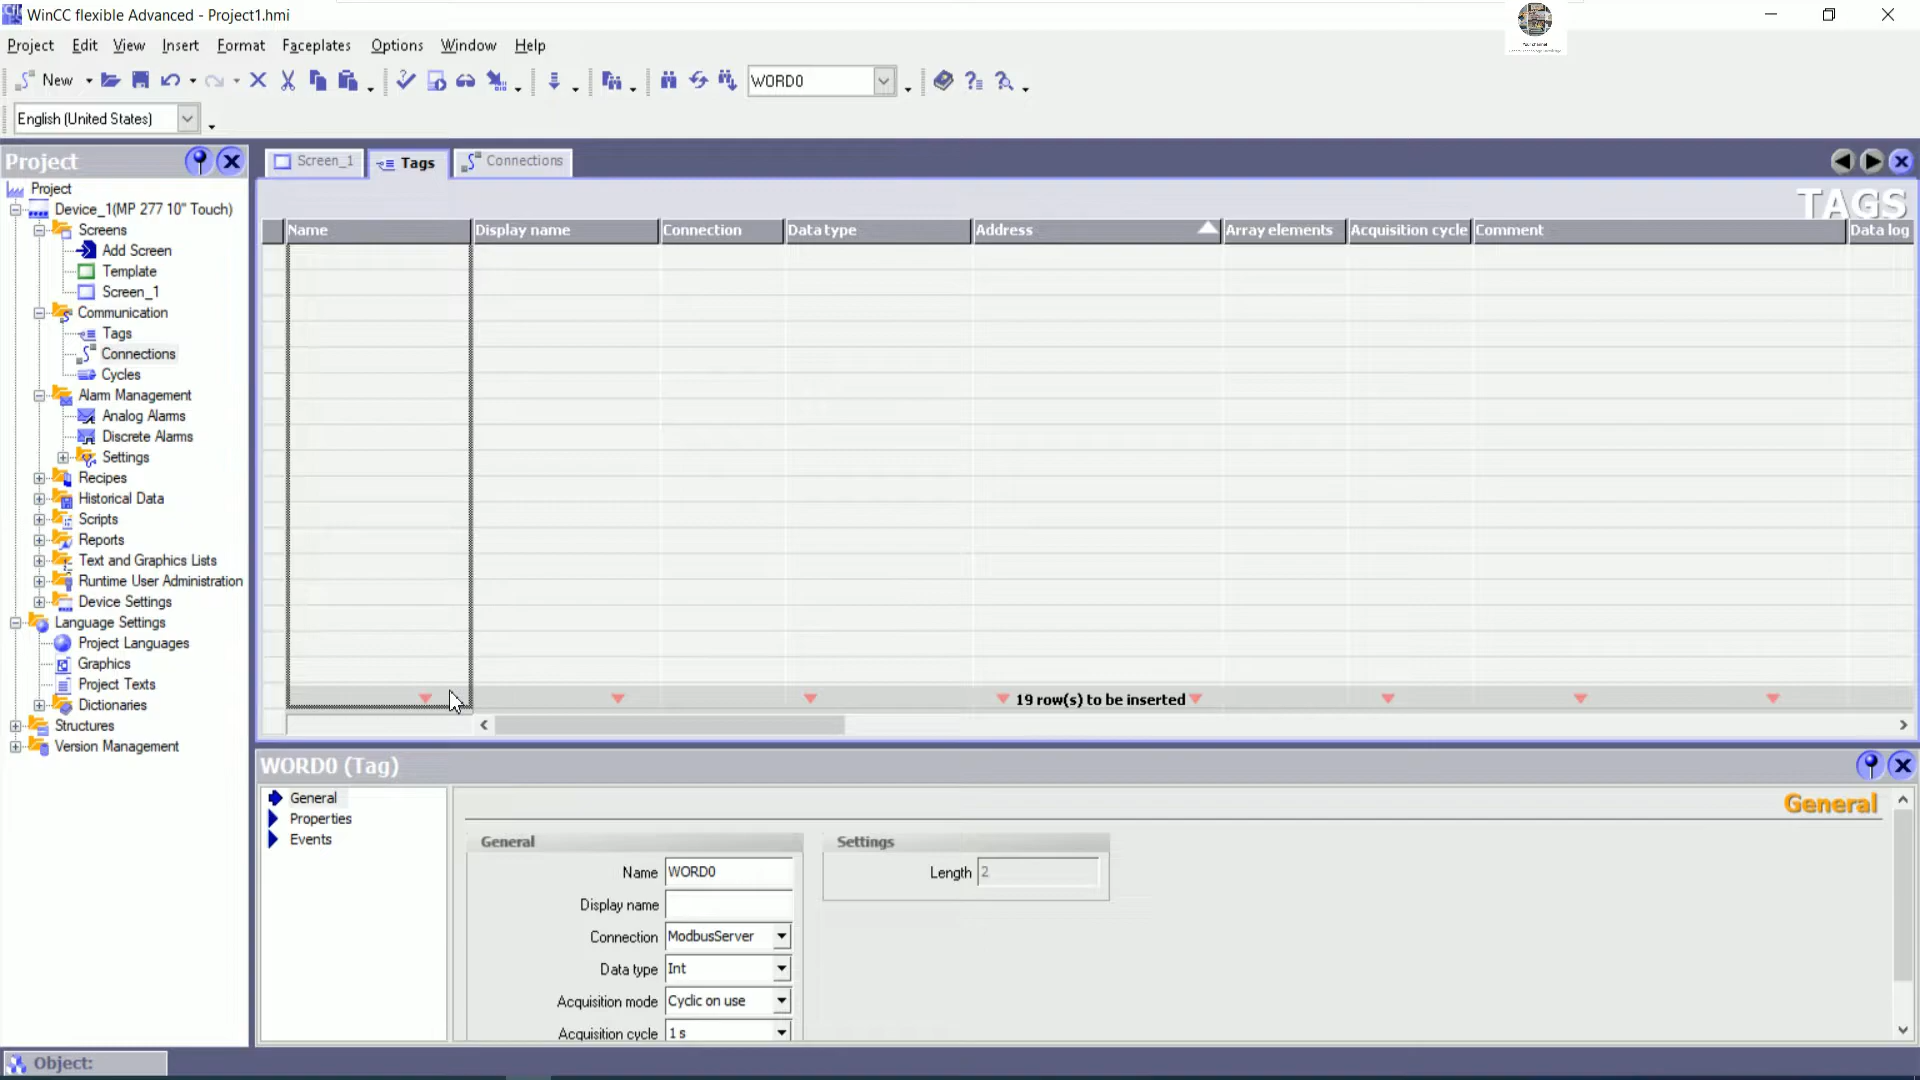 WinCC flexible Advanced - Project1.hmi
Project Edit View Insert Format Faceplates Options Window Help
New
WORD0
English (United States)
Project
Project
Device_1(MP 277 10" Touch)
Screens
Add Screen
Template
Screen_1
Communication
Tags
Connections
Cycles
Alarm Management
Analog Alarms
Discrete Alarms
Settings
Recipes
Historical Data
Scripts
Reports
Text and Graphics Lists
Runtime User Administration
Device Settings
Language Settings
Project Languages
Graphics
Project Texts
Dictionaries
Structures
Version Management
Screen_1 Tags Connections
TAGS
Name Display name Connection Data type Address Array elements Acquisition cycle Comment Data log
19 row(s) to be inserted
WORD0 (Tag)
General
Properties
Events
General
General
Name WORD0
Display name
Connection ModbusServer
Data type Int
Acquisition mode Cyclic on use
Acquisition cycle 1 s
Settings
Length 2
Object: